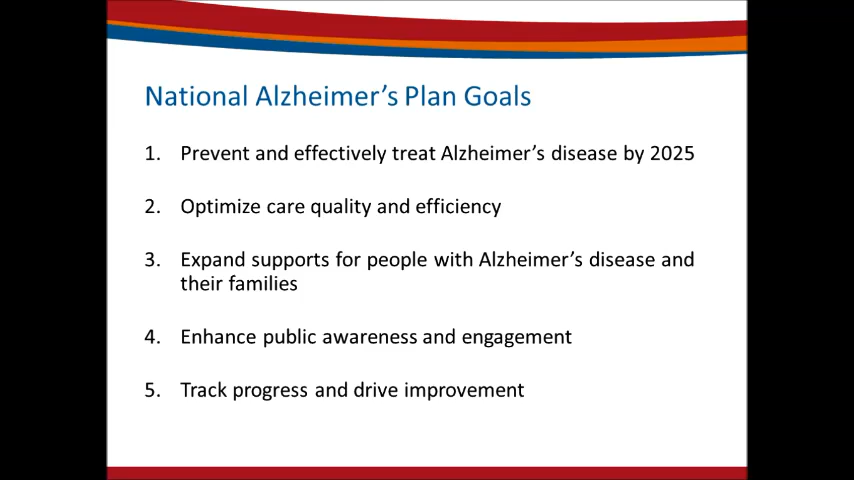 National Alzheimer's Plan Goals
1. Prevent and effectively treat Alzheimer's disease by 2025
2. Optimize care quality and efficiency
3. Expand supports for people with Alzheimer's disease and
their families
4. Enhance public awareness and engagement
5. Track progress and drive improvement